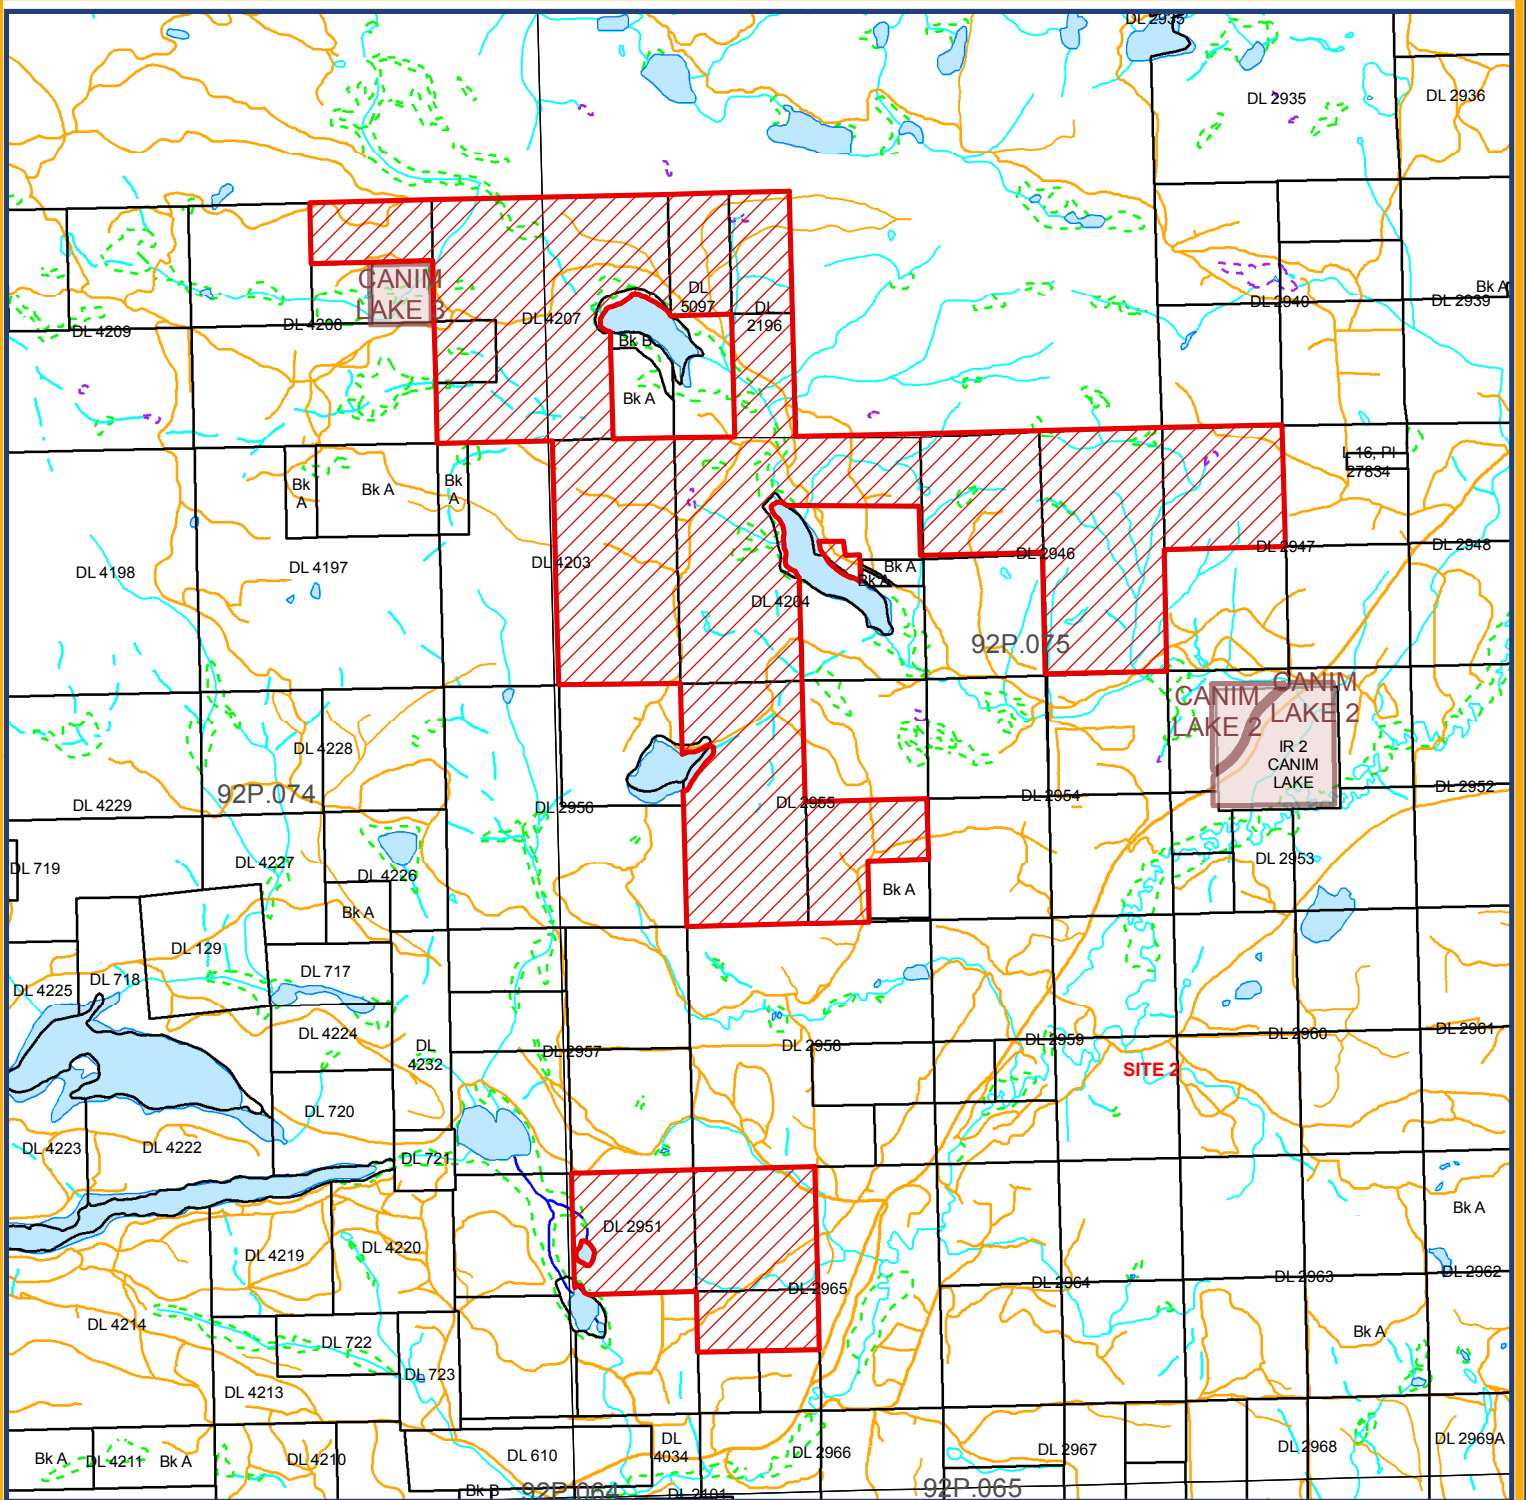 DL 2935
DL 2935
DL 2936
CANIM
LAKE 3
DL 4209
DL 4208
DL 4207
DL
5097
DL
2196
Bk B
Bk A
DL 2940
DL 2939
Bk A
L 16, Pl
27834
Bk
A
Bk A
Bk
A
DL 4198
DL 4197
DL 4203
DL 4204
Bk A
Bk A
DL 2946
DL 2947
DL 2948
92P.075
CANIM
LAKE 2
CANIM
LAKE 2
IR 2
CANIM
LAKE
DL 4228
92P.074
DL 4229
DL 2956
DL 2955
DL 2954
DL 2952
DL 719
DL 4227
DL 4226
DL 2953
Bk A
Bk A
DL 129
DL 717
DL 718
DL 4225
DL 4224
DL
4232
DL 2957
DL 2958
DL 2959
DL 2960
DL 2961
SITE 2
DL 720
DL 4223
DL 4222
DL 721
DL 2951
Bk A
DL 4219
DL 4220
DL 2965
DL 2964
DL 2963
DL 2962
DL 4214
DL 722
DL 723
Bk A
DL 4213
Bk A
DL 4211
Bk A
DL 4210
DL 610
DL
4034
DL 2966
DL 2967
DL 2968
DL 2969A
Bk B
92P.064
DL 2101
92P.065